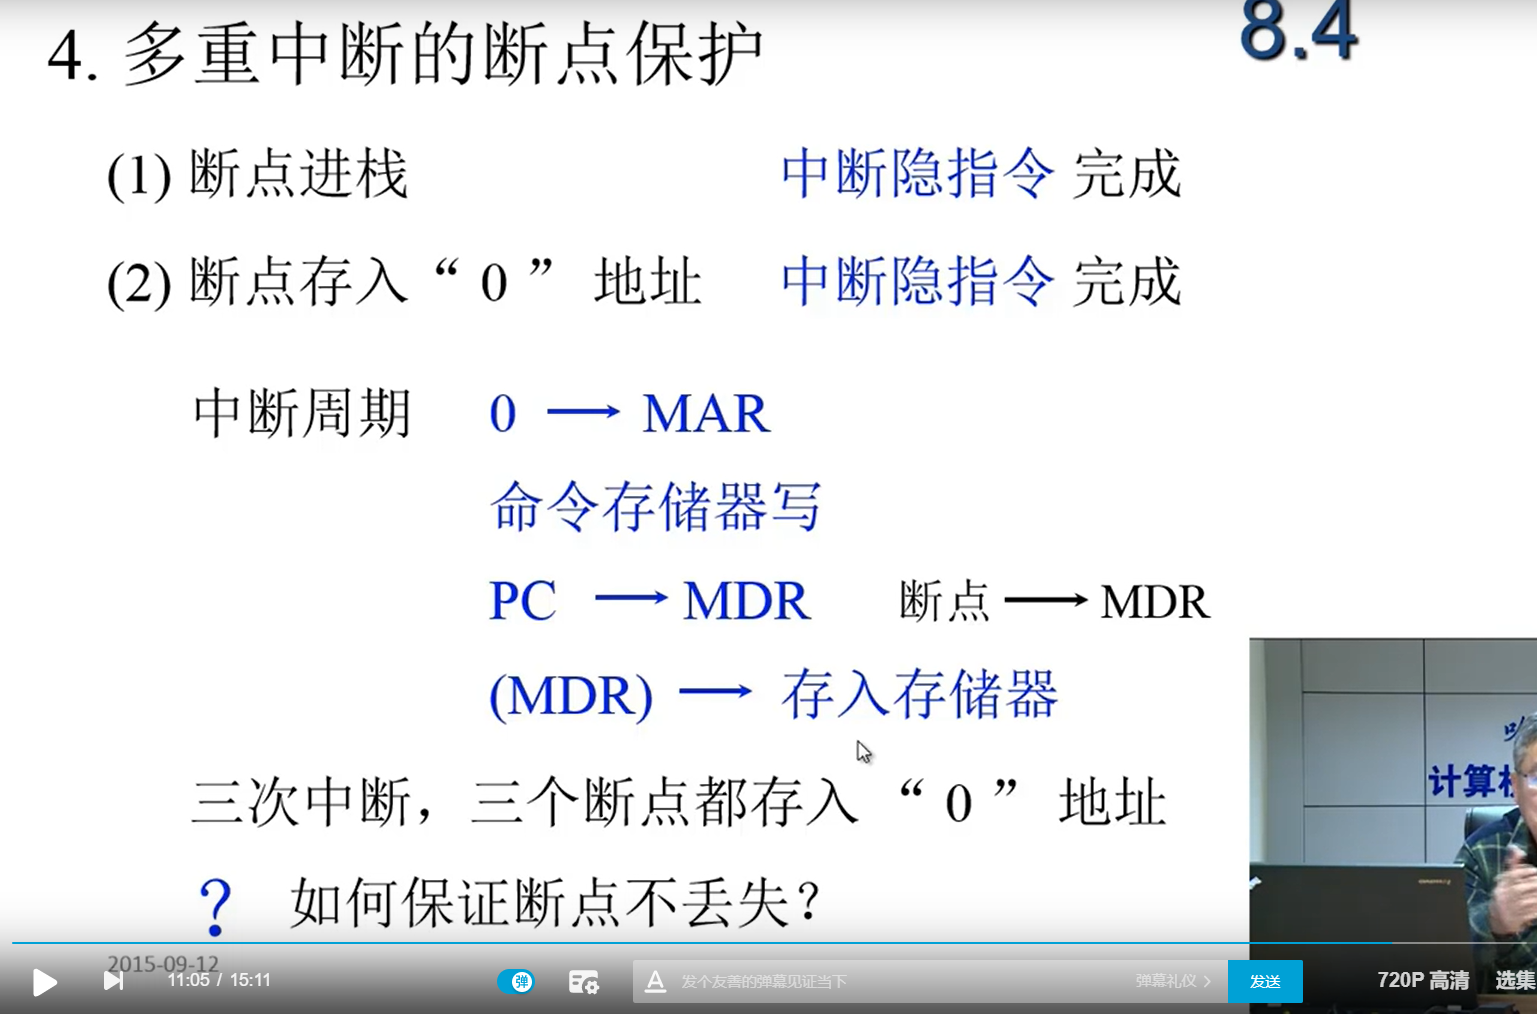 8.4
4. 多重中断的断点保护
(1) 断点进栈 中断隐指令 完成
(2) 断点存入“ 0 ” 地址 中断隐指令 完成
中断周期 0 → MAR
命令存储器写
PC → MDR 断点 → MDR
(MDR) → 存入存储器
三次中断，三个断点都存入 “ 0 ” 地址
? 如何保证断点不丢失?
计算
2015-09-12
11:05 / 15:11 弹 A 发个友善的弹幕见证当下 弹幕礼仪 > 发送 720P 高清 选集